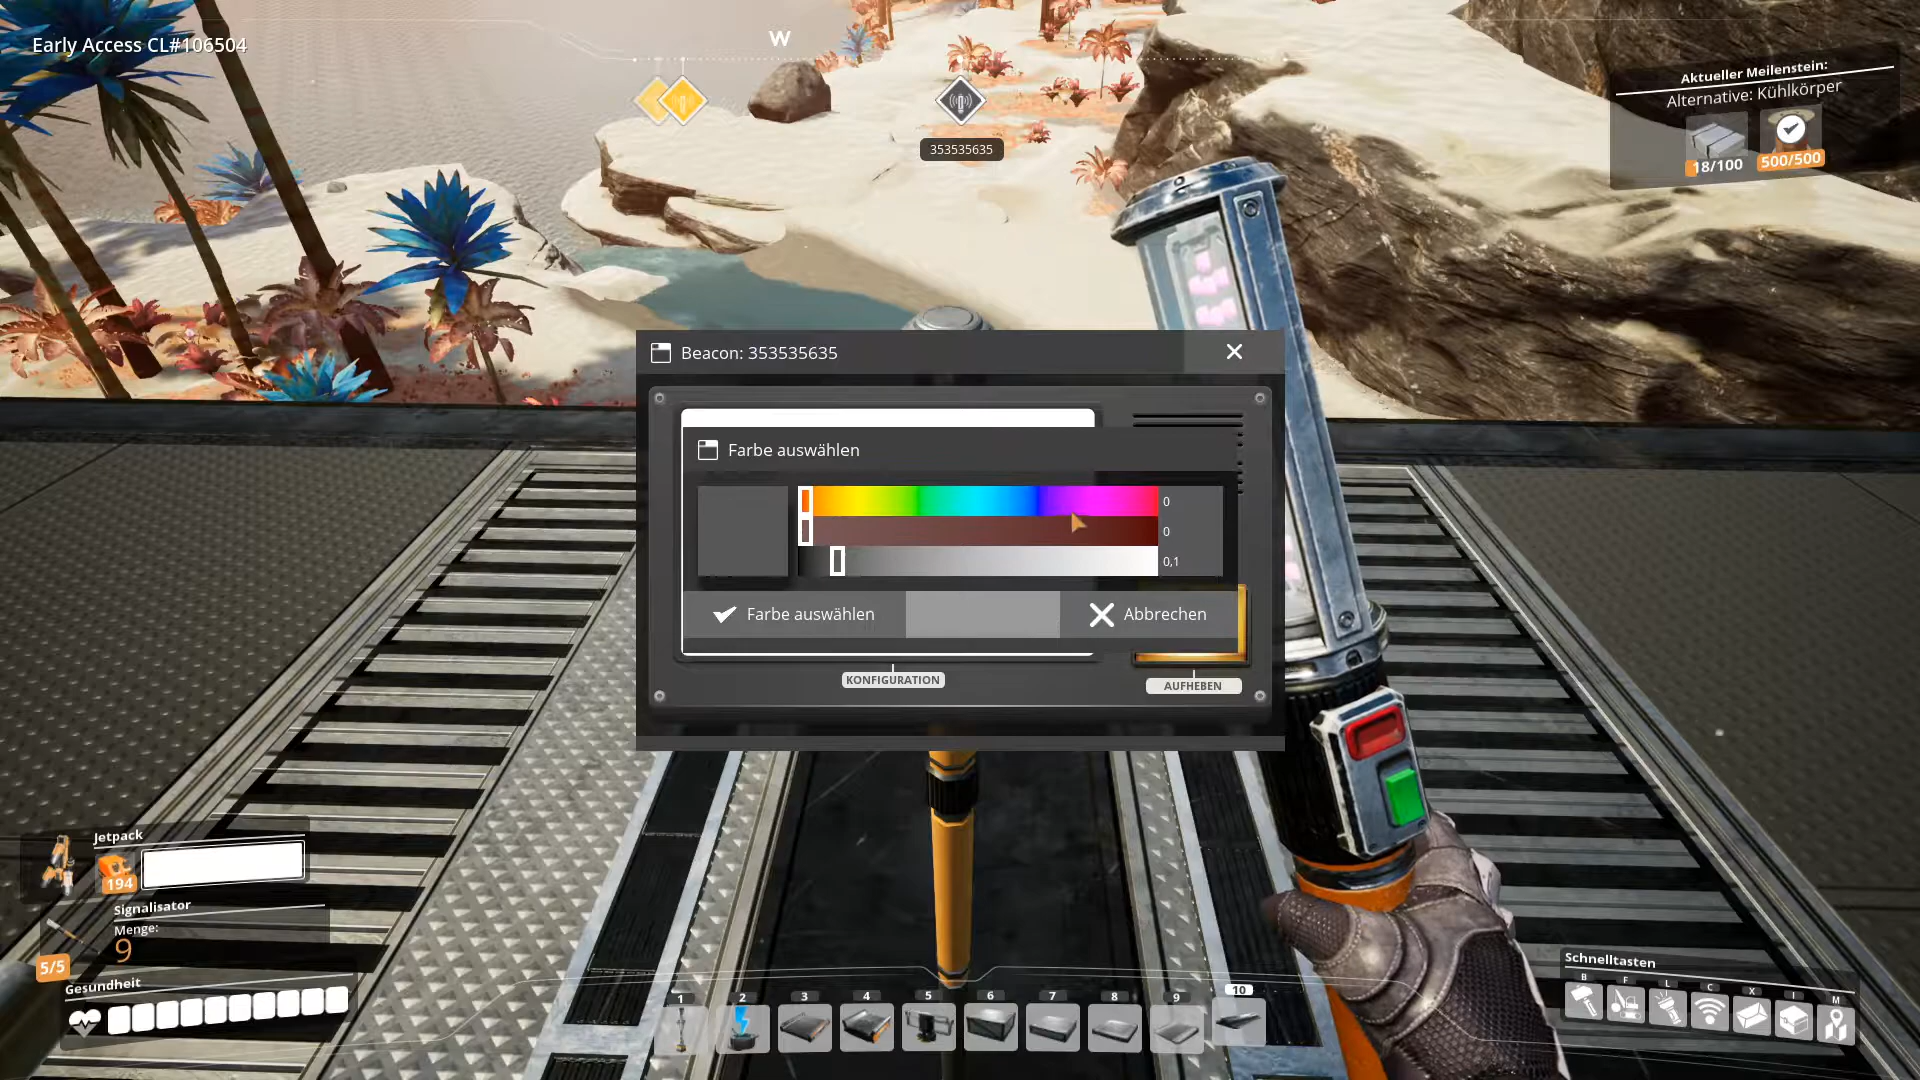 Early Access CL#106504
W
353535635
Aktueller Meilenstein:
Alternative: Kühlkörper
18/100
500/500
Beacon: 353535635
Farbe auswählen
0
0
0,1
Farbe auswählen
Abbrechen
KONFIGURATION
AUFHEBEN
Jetpack
194
Signalisator
Menge:
9
5/5
Gesundheit
1 2 3 4 5 6 7 8 9 10
Schnelltasten
B F L C X I M